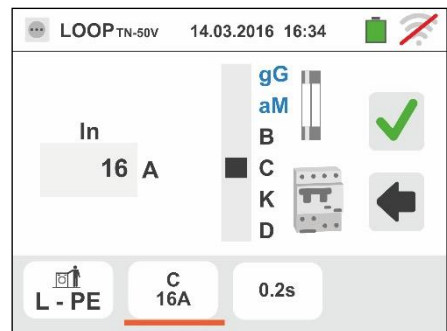 LOOP TN-50V 14.03.2016 16:34
gG
aM
B
C
K
D
In
16 A
L - PE
C
16A
0.2s